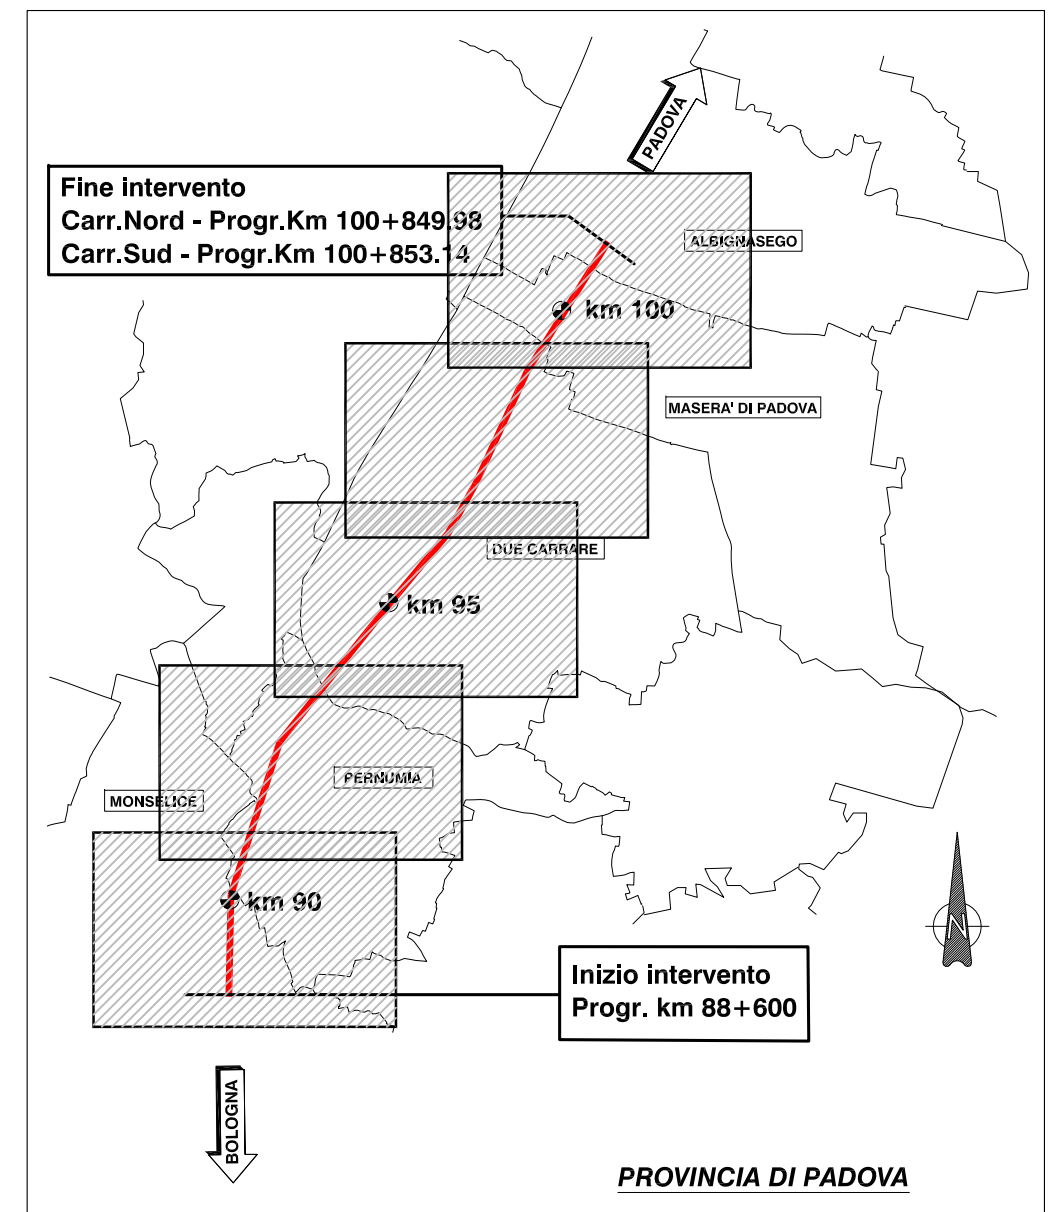 PADOVA
Fine intervento
Carr.Nord - Progr.Km 100+849.98
Carr.Sud - Progr.Km 100+853.14
ALBIGNASEGO
km 100
MASERA' DI PADOVA
DUE CARRARE
km 95
PERNUMIA
MONSELICE
km 90
N
Inizio intervento
Progr. km 88+600
BOLOGNA
PROVINCIA DI PADOVA